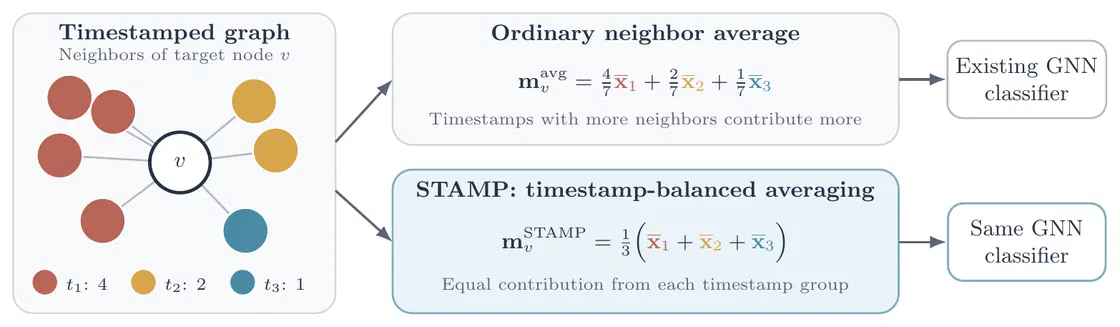 Timestamped graph
Neighbors of target node v
v
t₁: 4
t₂: 2
t₃: 1
Ordinary neighbor average
m_v^avg = 4/7 x̅₁ + 2/7 x̅₂ + 1/7 x̅₃
Timestamps with more neighbors contribute more
Existing GNN
classifier
STAMP: timestamp-balanced averaging
m_v^STAMP = 1/3 (x̅₁ + x̅₂ + x̅₃)
Equal contribution from each timestamp group
Same GNN
classifier